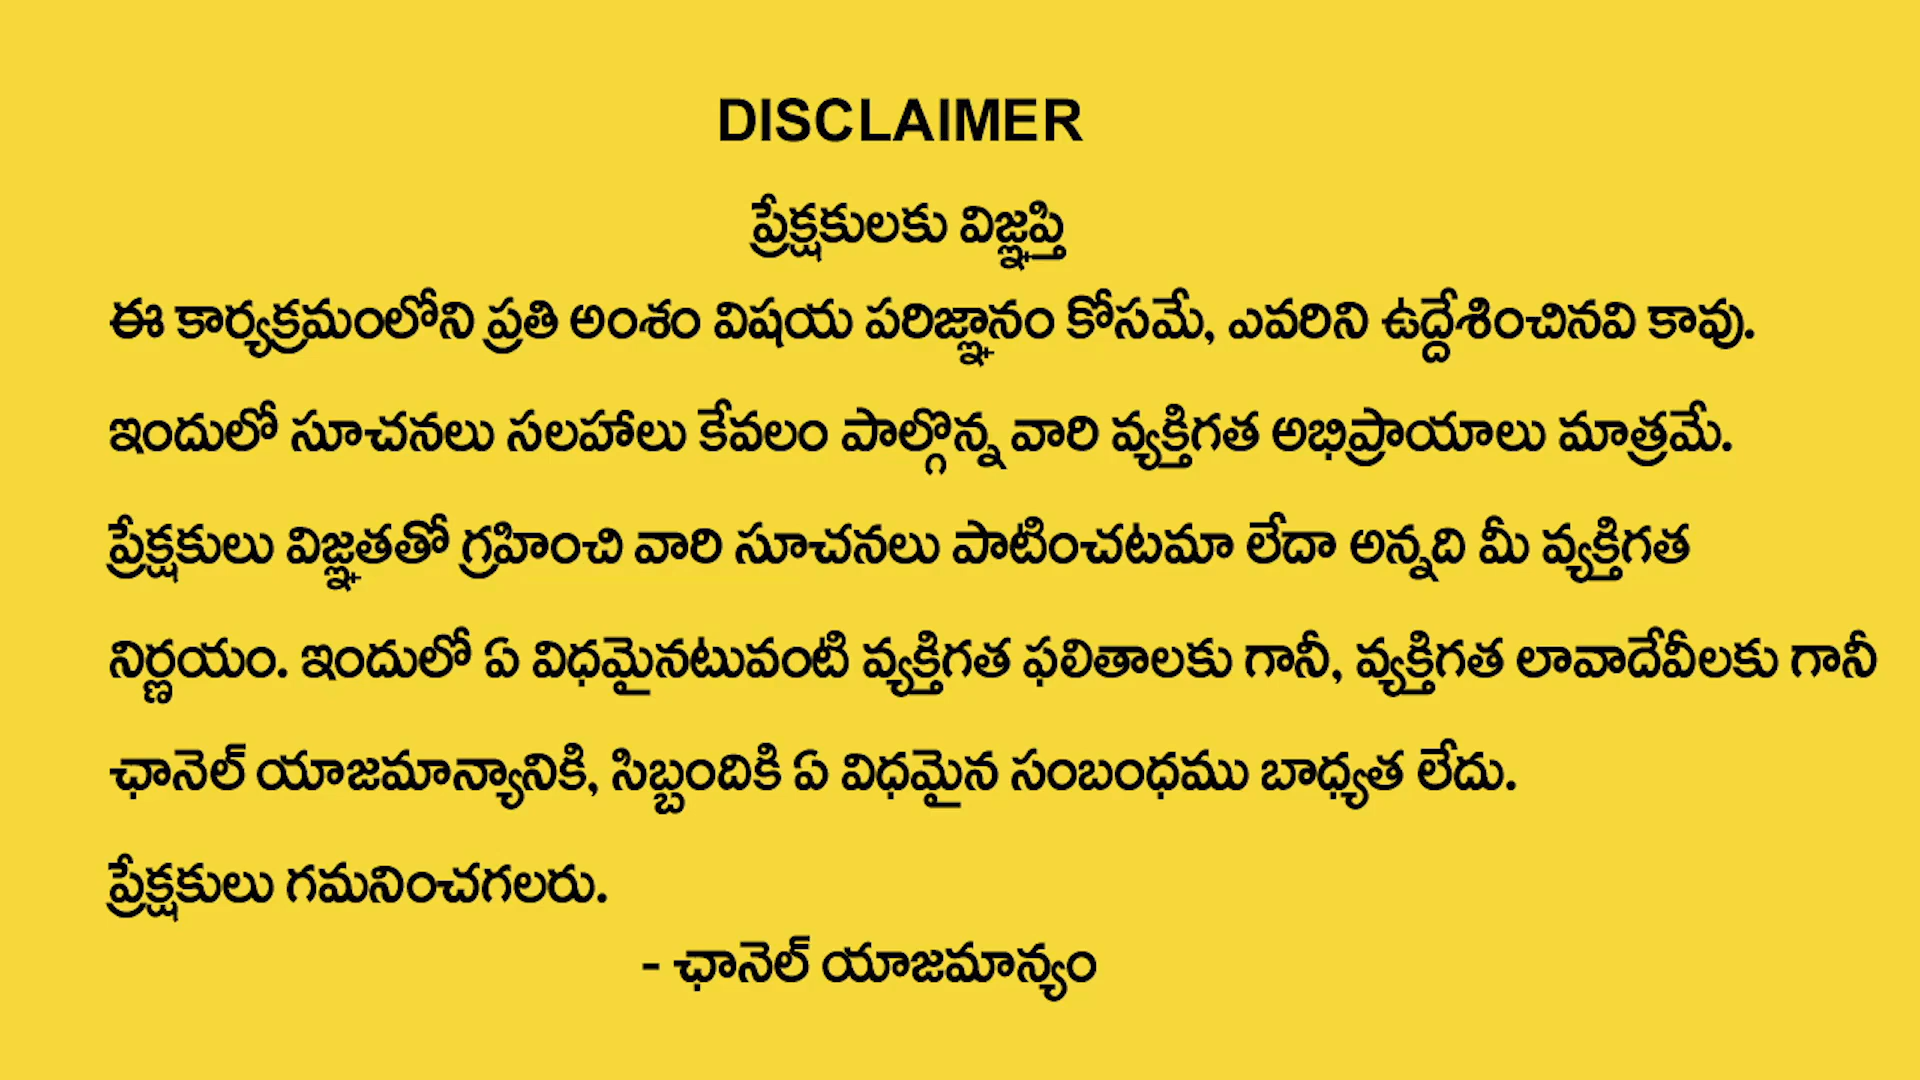 DISCLAIMER
ప్రేక్షకులకు విజ్ఞప్తి
ఈ కార్యక్రమంలోని ప్రతి అంశం విషయ పరిజ్ఞానం కోసమే, ఎవరిని ఉద్దేశించినవి కావు.
ఇందులో సూచనలు సలహాలు కేవలం పాల్గొన్న వారి వ్యక్తిగత అభిప్రాయాలు మాత్రమే.
ప్రేక్షకులు విజ్ఞతతో గ్రహించి వారి సూచనలు పాటించటమా లేదా అన్నది మీ వ్యక్తిగత
నిర్ణయం. ఇందులో ఏ విధమైనటువంటి వ్యక్తిగత ఫలితాలకు గానీ, వ్యక్తిగత లావాదేవీలకు గానీ
ఛానెల్ యాజమాన్యానికి, సిబ్బందికి ఏ విధమైన సంబంధము బాధ్యత లేదు.
ప్రేక్షకులు గమనించగలరు.
- ఛానెల్ యాజమాన్యం